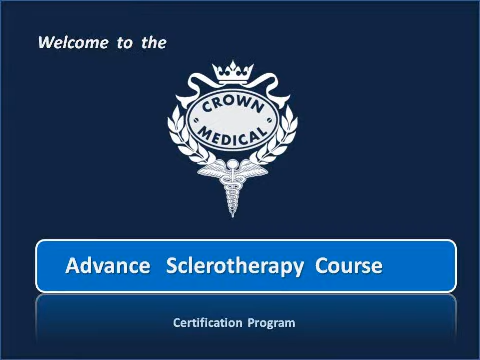 Welcome to the
CROWN
MEDICAL
Advance Sclerotherapy Course
Certification Program